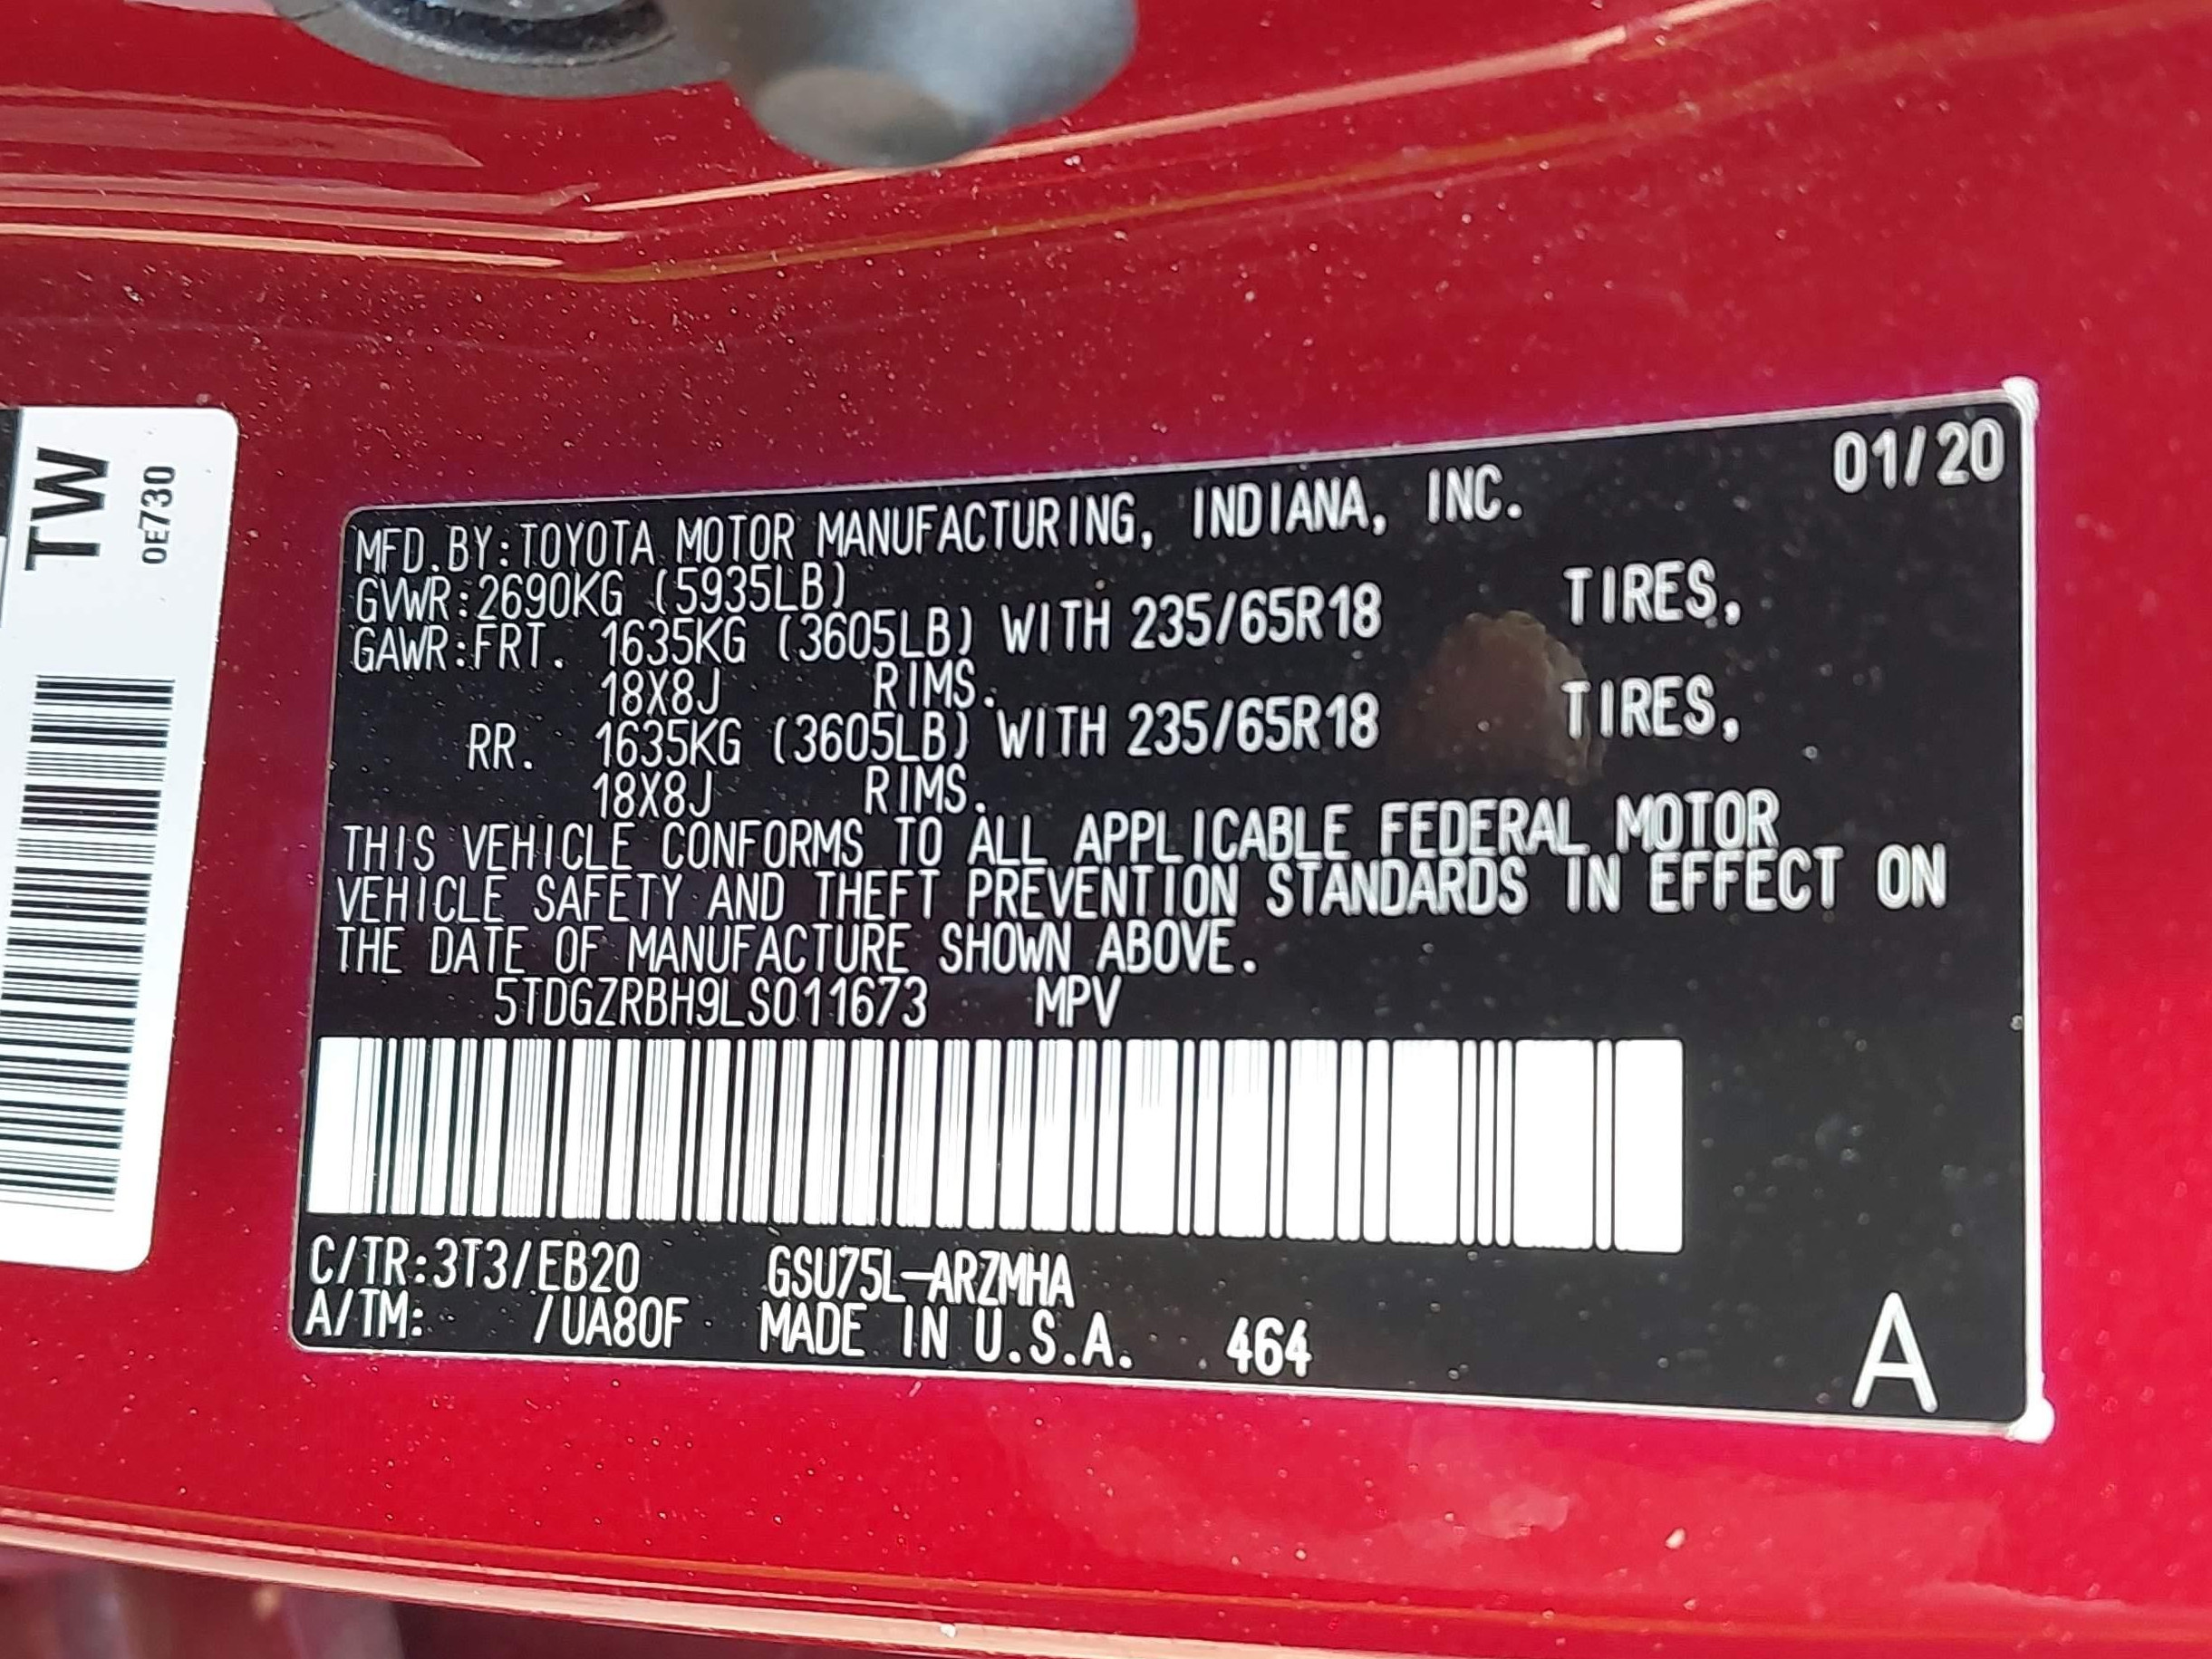 TW
0E730
01/20
MFD.BY:TOYOTA MOTOR MANUFACTURING, INDIANA, INC.
GVWR:2690KG (5935LB)
GAWR:FRT. 1635KG (3605LB) WITH 235/65R18 TIRES,
18X8J RIMS.
RR. 1635KG (3605LB) WITH 235/65R18 TIRES,
18X8J RIMS.
THIS VEHICLE CONFORMS TO ALL APPLICABLE FEDERAL MOTOR
VEHICLE SAFETY AND THEFT PREVENTION STANDARDS IN EFFECT ON
THE DATE OF MANUFACTURE SHOWN ABOVE.
5TDGZRBH9LS011673 MPV
C/TR:3T3/EB20 GSU75L-ARZMHA
A/TM: /UA80F MADE IN U.S.A. 464
A